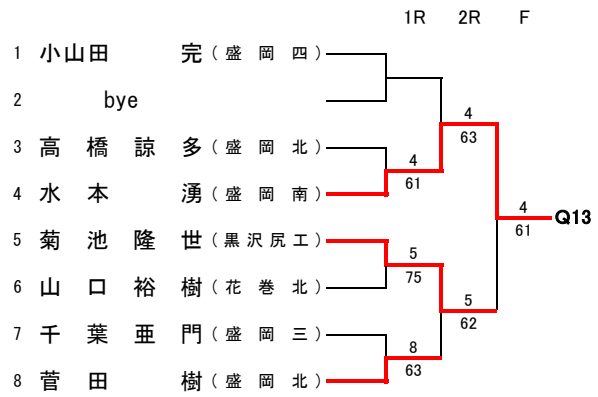 1R 2R F
1 小山田 完 (盛岡四)
2 bye
4
63
3 高橋諒多 (盛岡北)
4
61
4 水本 湧 (盛岡南)
4
61
Q13
5 菊池隆世 (黒沢尻工)
5
75
6 山口裕樹 (花巻北)
5
62
7 千葉亜門 (盛岡三)
8
63
8 菅田 樹 (盛岡北)